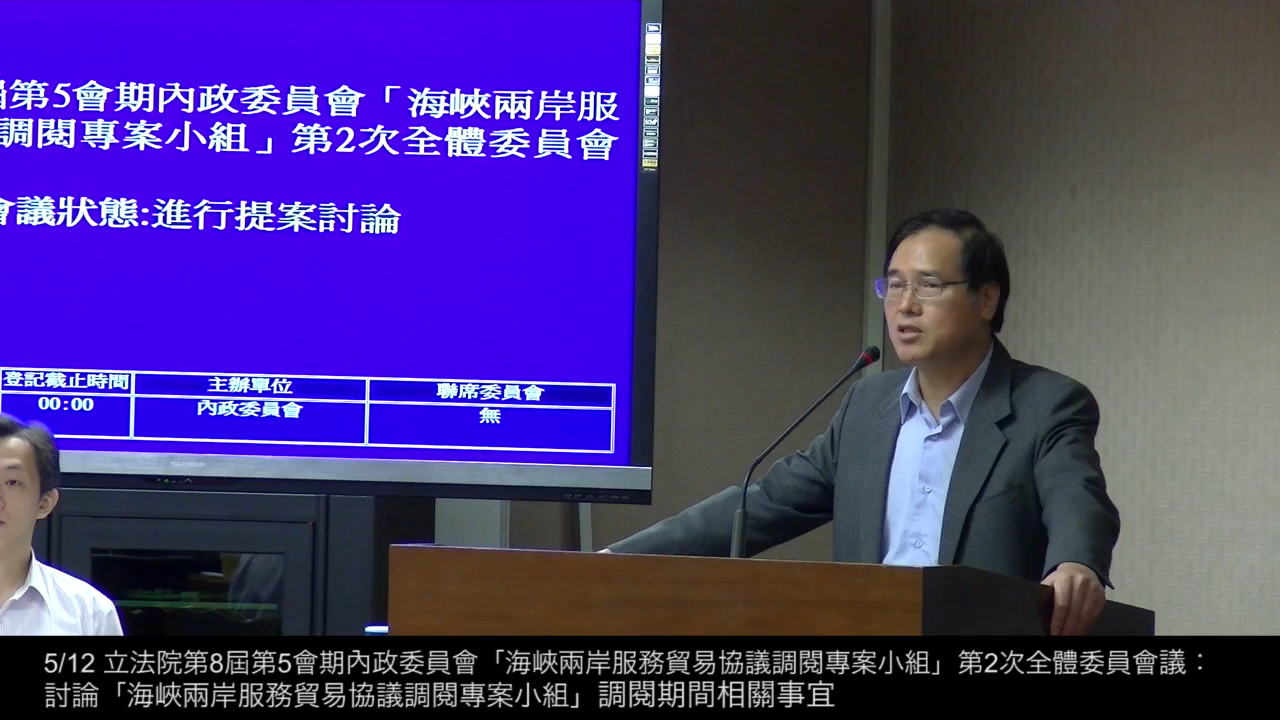 第5會期內政委員會「海峽兩岸服
調閱專案小組」第2次全體委員會
會議狀態:進行提案討論
登記截止時間 主辦單位 聯席委員會
00:00 內政委員會 無
SHARP
5/12 立法院第8屆第5會期內政委員會「海峽兩岸服務貿易協議調閱專案小組」第2次全體委員會議：
討論「海峽兩岸服務貿易協議調閱專案小組」調閱期間相關事宜